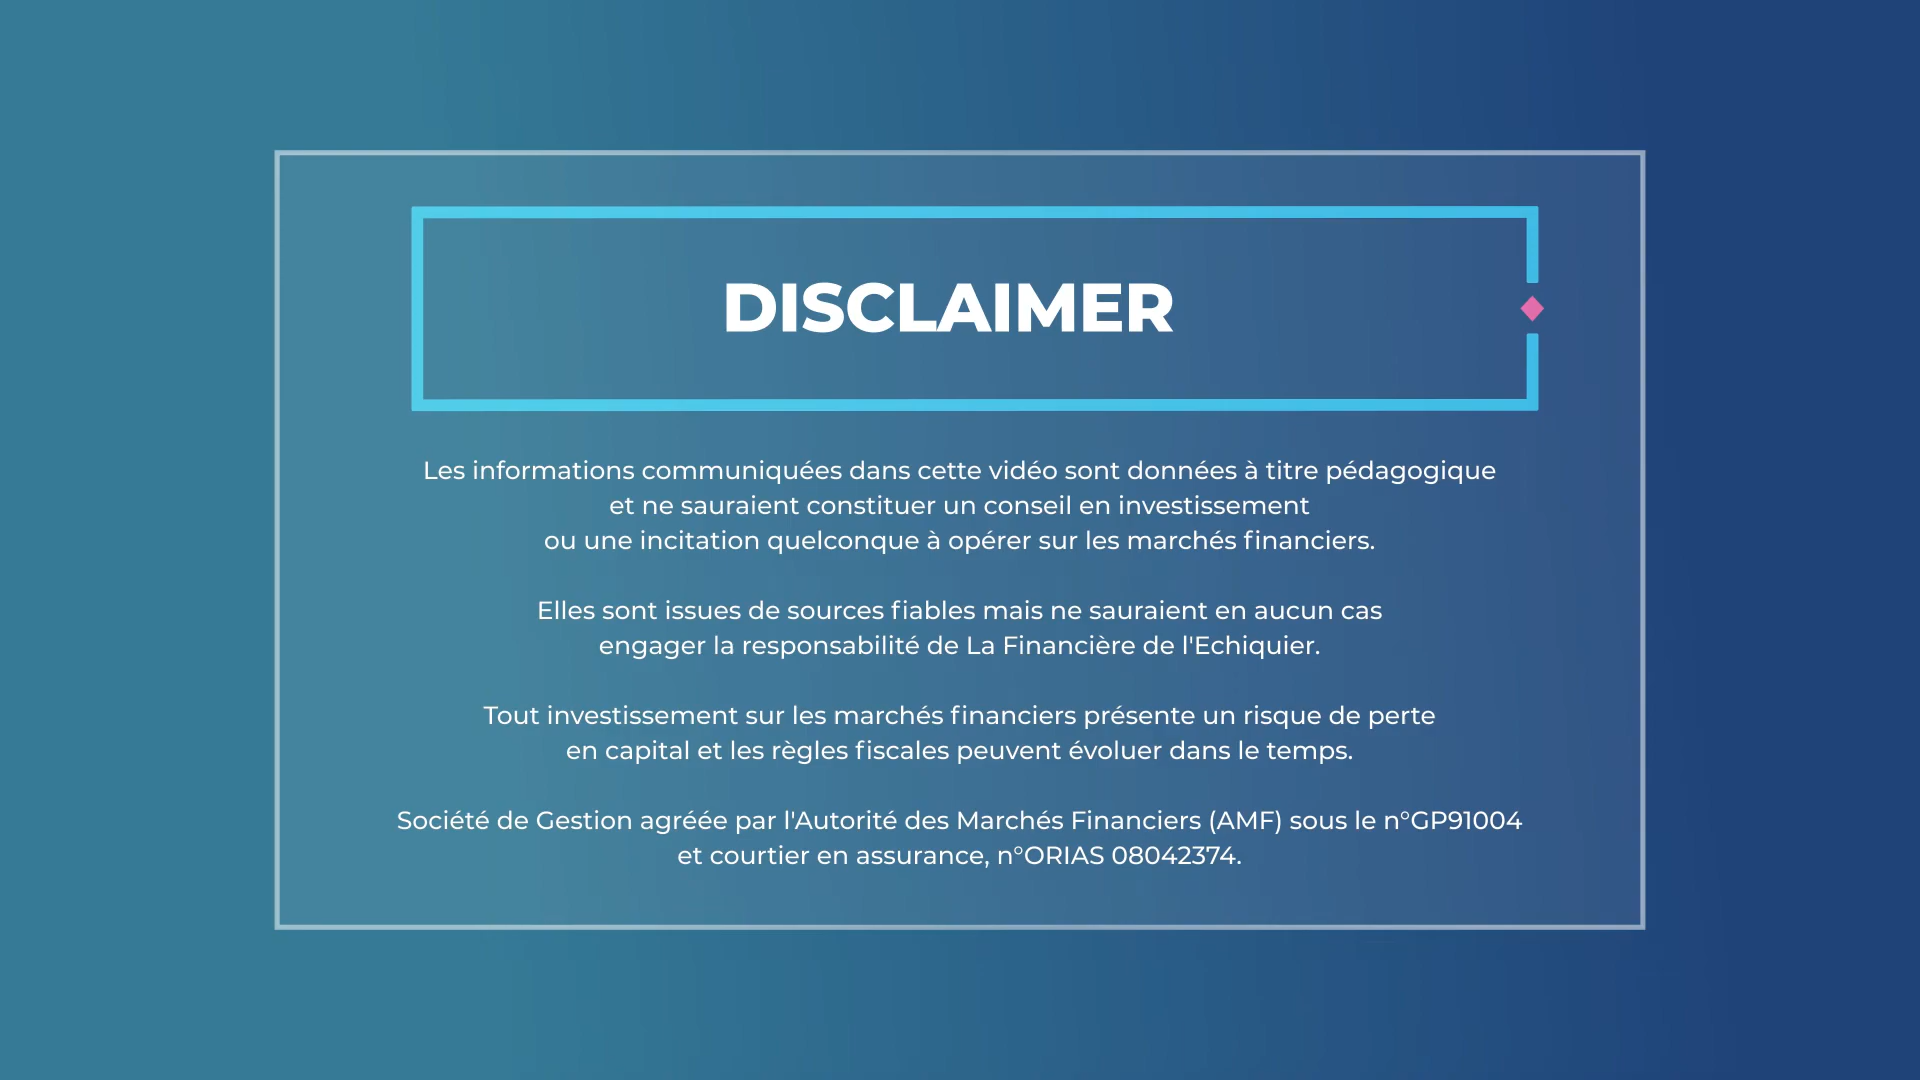 DISCLAIMER
Les informations communiquées dans cette vidéo sont données à titre pédagogique
et ne sauraient constituer un conseil en investissement
ou une incitation quelconque à opérer sur les marchés financiers.
Elles sont issues de sources fiables mais ne sauraient en aucun cas
engager la responsabilité de La Financière de l'Echiquier.
Tout investissement sur les marchés financiers présente un risque de perte
en capital et les règles fiscales peuvent évoluer dans le temps.
Société de Gestion agréée par l'Autorité des Marchés Financiers (AMF) sous le n°GP91004
et courtier en assurance, n°ORIAS 08042374.